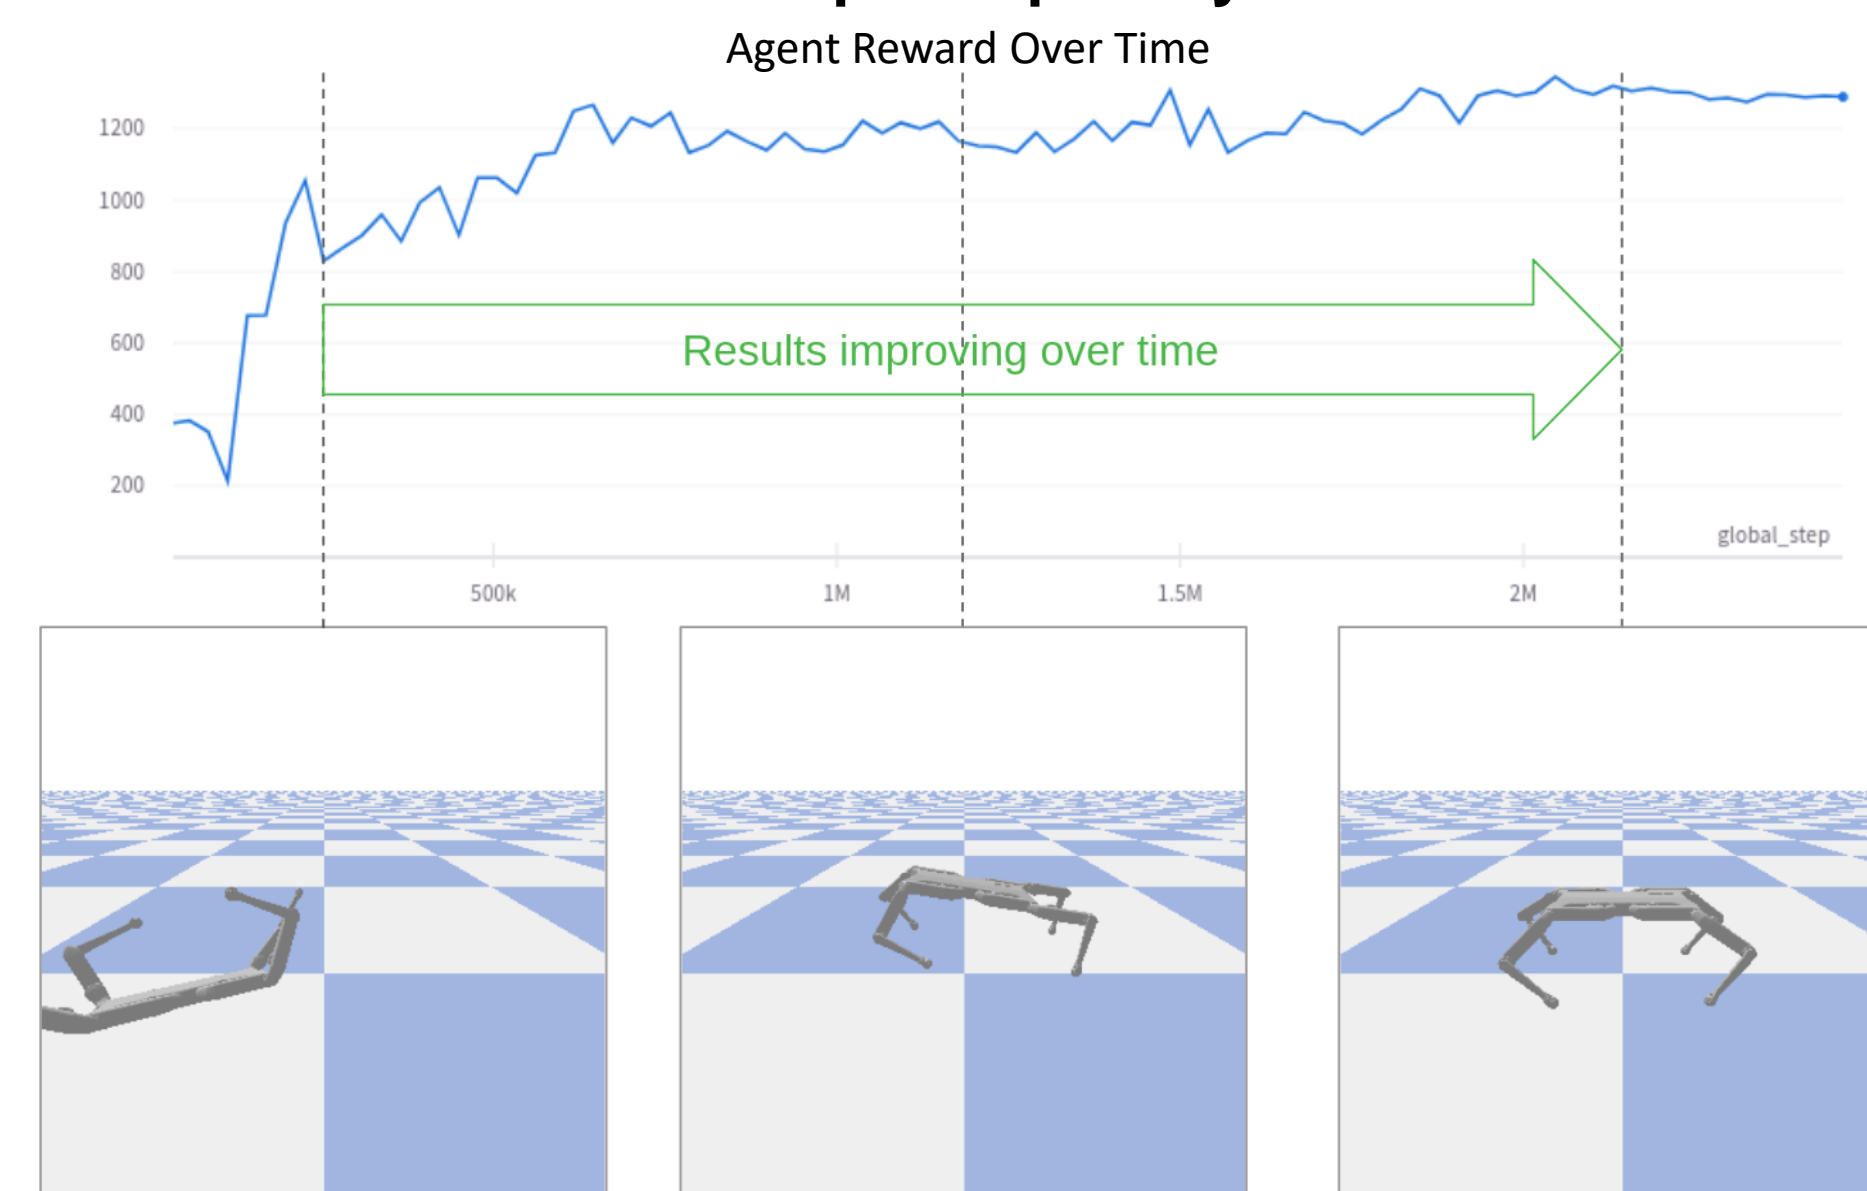 Agent Reward Over Time
1200
1000
800
600
400
200
Results improving over time
global_step
500k
1M
1.5M
2M